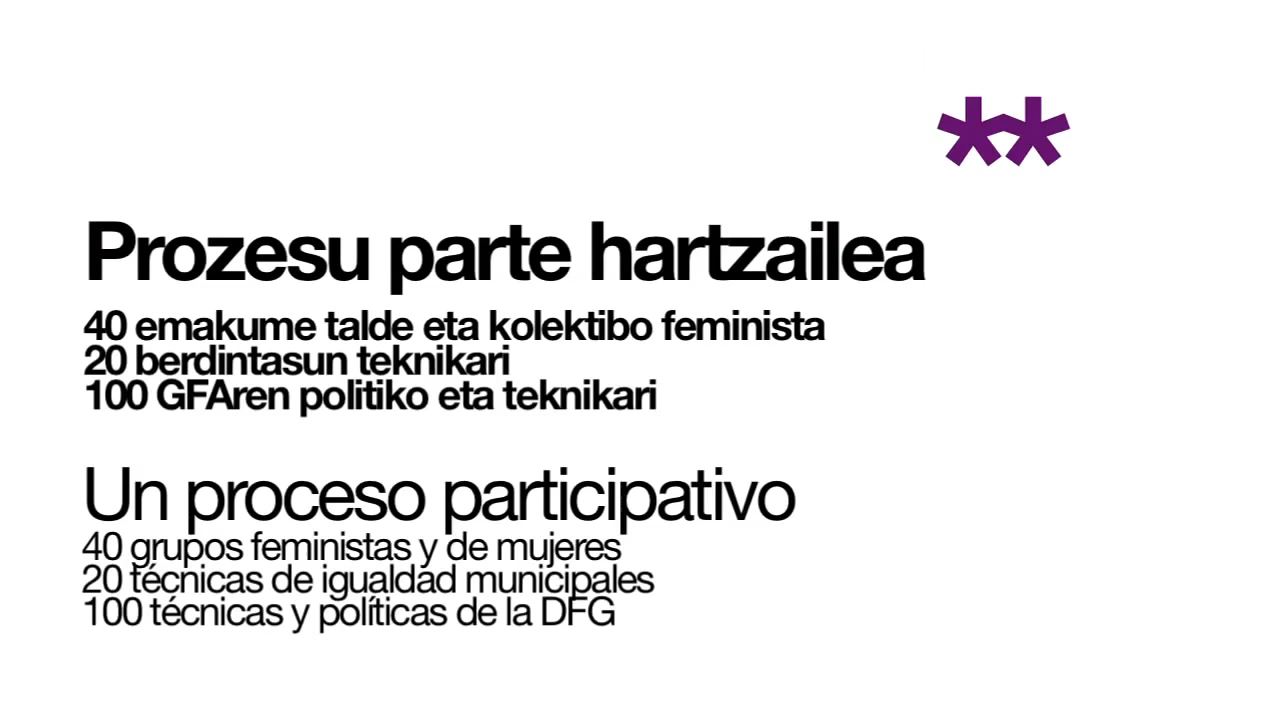 **
Prozesu parte hartzailea
40 emakume talde eta kolektibo feminista
20 berdintasun teknikari
100 GFAren politiko eta teknikari
Un proceso participativo
40 grupos feministas y de mujeres
20 técnicas de igualdad municipales
100 técnicas y políticas de la DFG